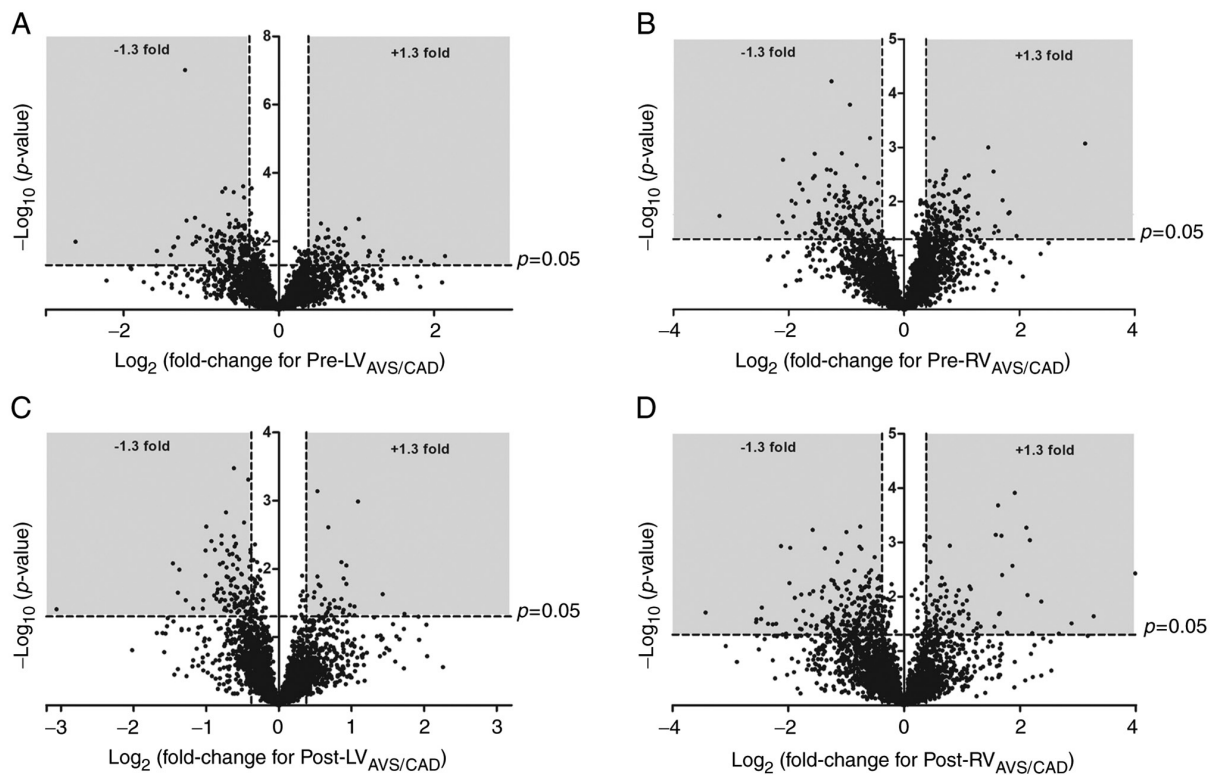 A
−Log10 (p-value)
8
6
4
2
-1.3 fold
+1.3 fold
p=0.05
−2
0
2
Log2 (fold-change for Pre-LVAVS/CAD)
B
−Log10 (p-value)
5
4
3
2
-1.3 fold
+1.3 fold
p=0.05
−4
−2
0
2
4
Log2 (fold-change for Pre-RVAVS/CAD)
C
−Log10 (p-value)
4
3
2
-1.3 fold
+1.3 fold
p=0.05
−3
−2
−1
0
1
2
3
Log2 (fold-change for Post-LVAVS/CAD)
D
−Log10 (p-value)
5
4
3
2
-1.3 fold
+1.3 fold
p=0.05
−4
−2
0
2
4
Log2 (fold-change for Post-RVAVS/CAD)